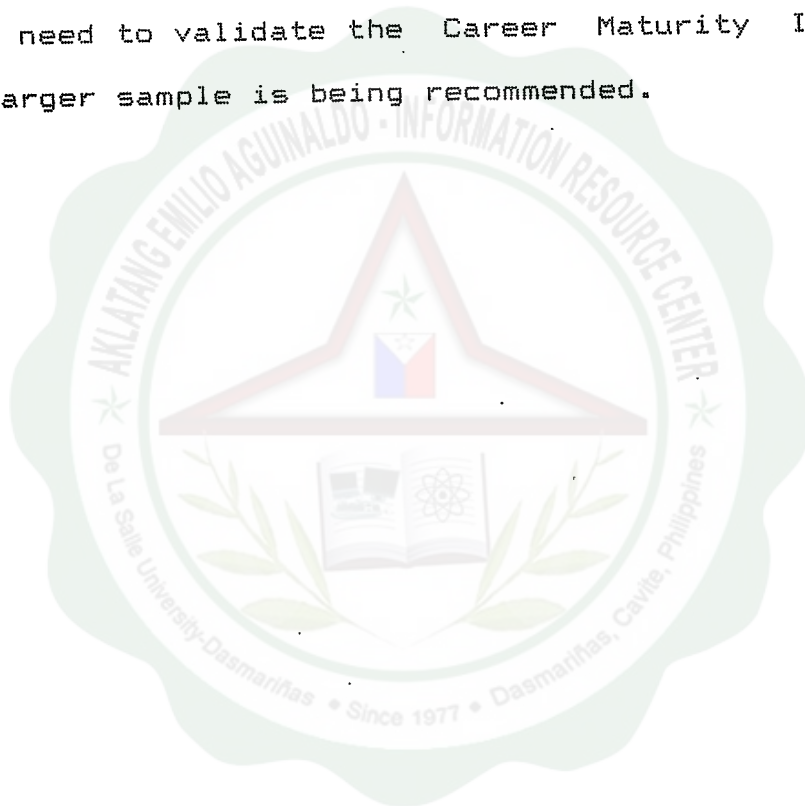 need to validate the Career Maturity I
arger sample is being recommended.
AKLATANG EMILIO AGUINALDO - INFORMATION RESOURCE CENTER
De La Salle University-Dasmariñas • Since 1977 • Dasmariñas, Cavite, Philippines